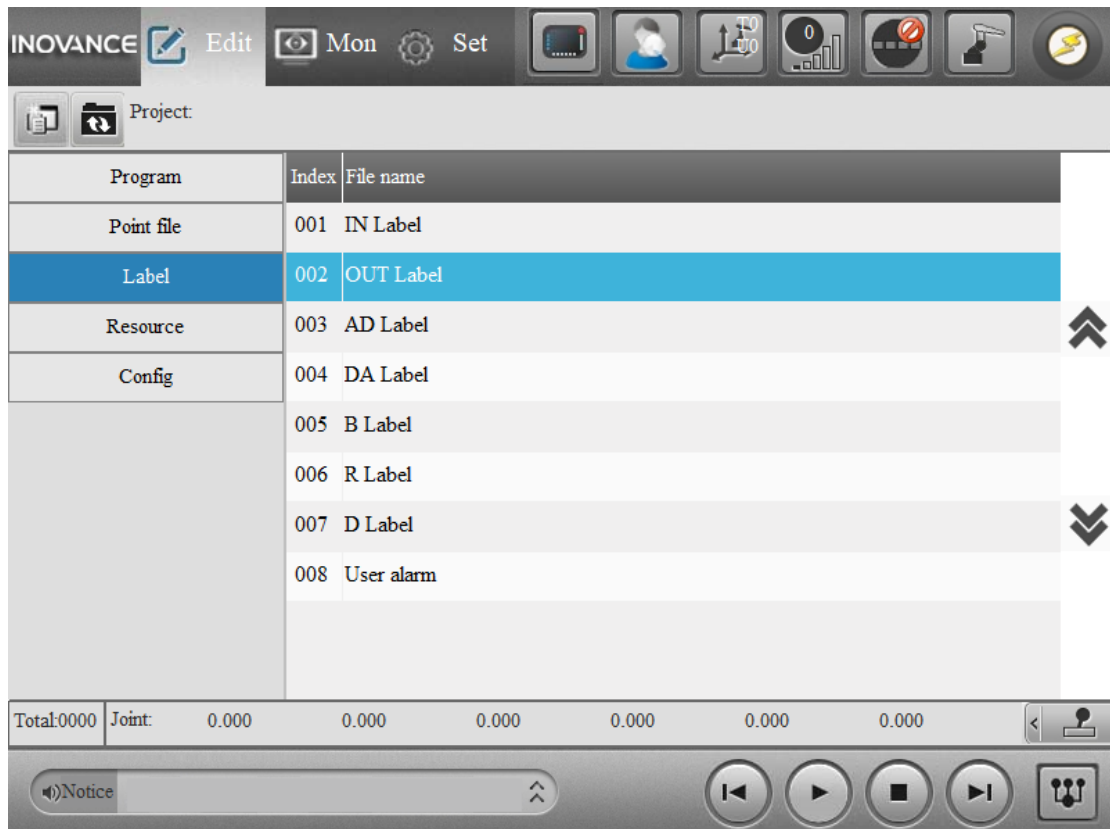 INOVANCE Edit Mon Set 0 T0 U0
Project:
Program
Point file
Label
Resource
Config
Index File name
001 IN Label
002 OUT Label
003 AD Label
004 DA Label
005 B Label
006 R Label
007 D Label
008 User alarm
Total:0000 Joint: 0.000 0.000 0.000 0.000 0.000 0.000
Notice